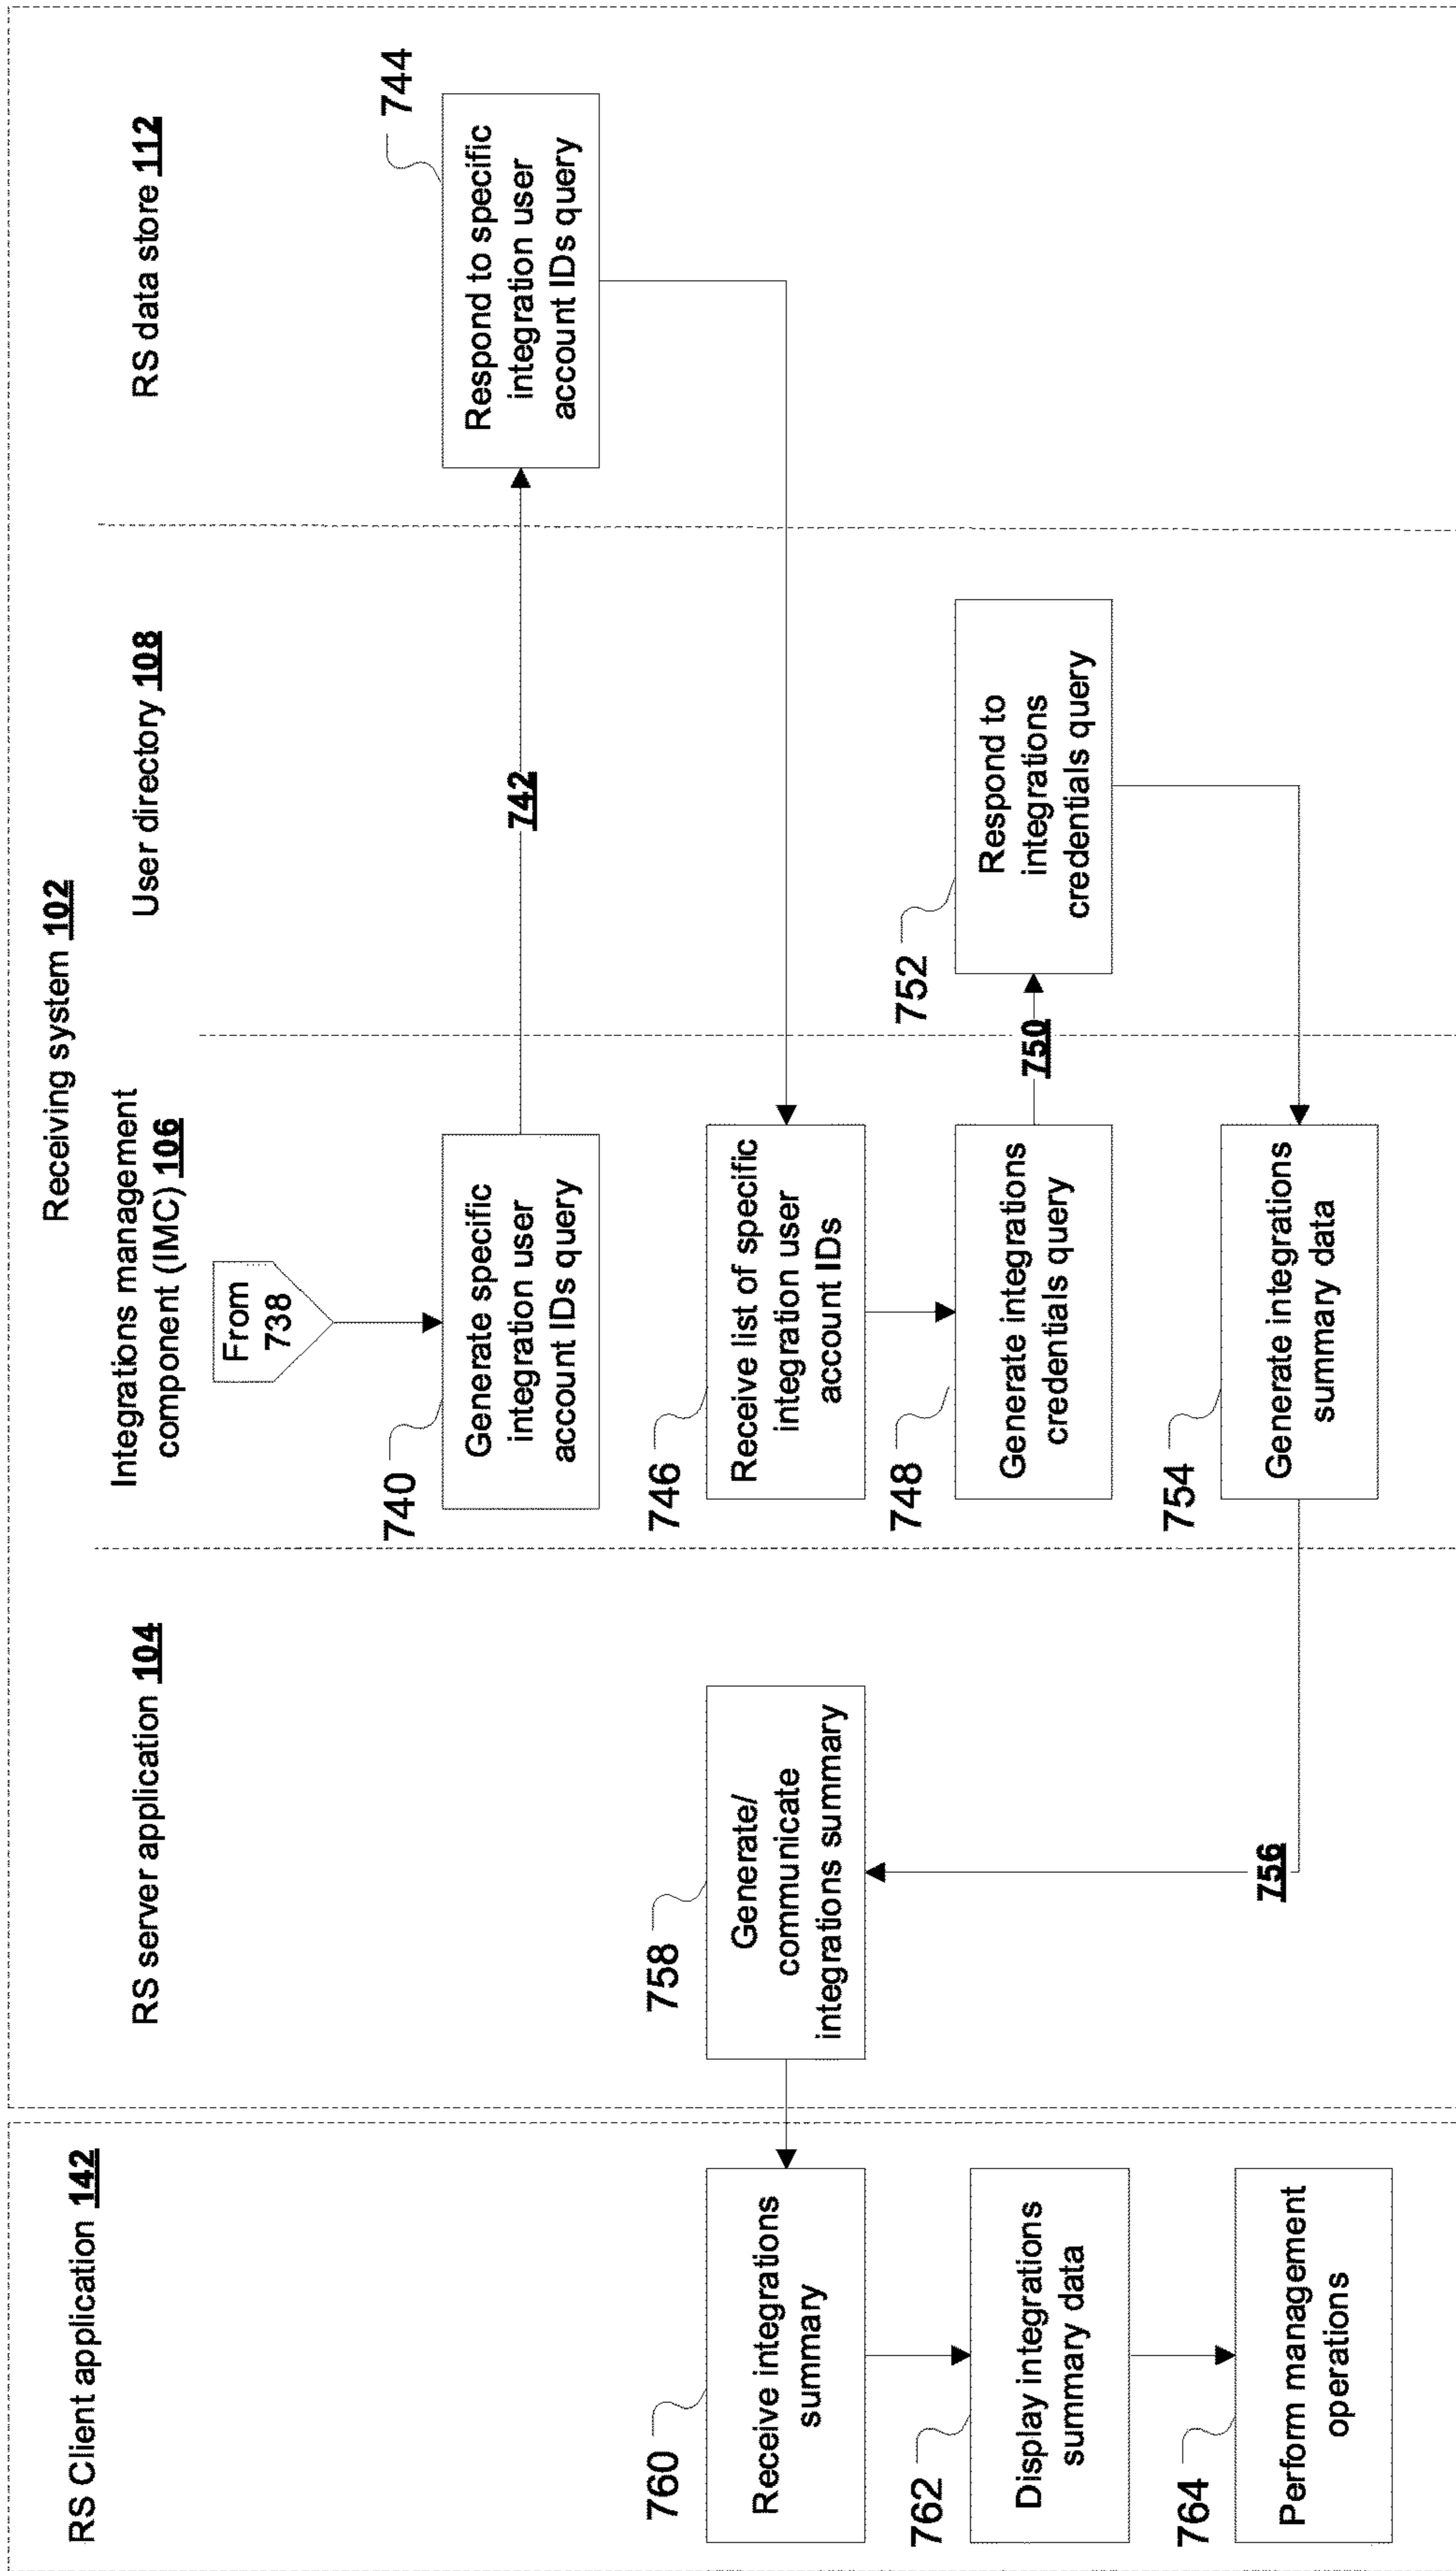 RS Client application 142
Receiving system 102
RS server application 104
Integrations management
component (IMC) 106
User directory 108
RS data store 112
From
738
740
Generate specific
integration user
account IDs query
742
744
Respond to specific
integration user
account IDs query
746
Receive list of specific
integration user
account IDs
748
Generate integrations
credentials query
750
752
Respond to
integrations
credentials query
754
Generate integrations
summary data
756
758
Generate/
communicate
integrations summary
760
Receive integrations
summary
762
Display integrations
summary data
764
Perform management
operations